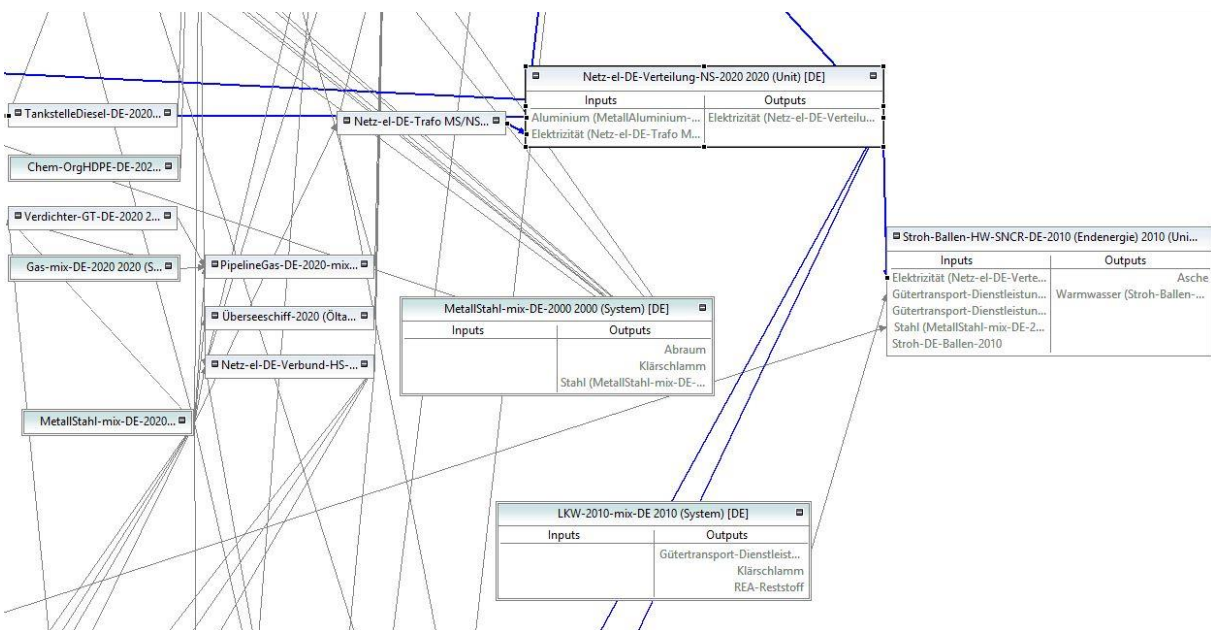 Netz-el-DE-Verteilung-NS-2020 2020 (Unit) [DE]
Inputs Outputs
Aluminium (MetallAluminium-... Elektrizität (Netz-el-DE-Verteilu...
Elektrizität (Netz-el-DE-Trafo M...
TankstelleDiesel-DE-2020...
Netz-el-DE-Trafo MS/NS...
Chem-OrgHDPE-DE-202...
Verdichter-GT-DE-2020 2...
Gas-mix-DE-2020 2020 (S...
PipelineGas-DE-2020-mix...
Überseeschiff-2020 (Ölta...
Netz-el-DE-Verbund-HS-...
MetallStahl-mix-DE-2020...
Stroh-Ballen-HW-SNCR-DE-2010 (Endenergie) 2010 (Uni...
Inputs Outputs
Elektrizität (Netz-el-DE-Verte... Asche
Gütertransport-Dienstleistun... Warmwasser (Stroh-Ballen-...
Gütertransport-Dienstleistun...
Stahl (MetallStahl-mix-DE-2...
Stroh-DE-Ballen-2010
MetallStahl-mix-DE-2000 2000 (System) [DE]
Inputs Outputs
Abraum
Klärschlamm
Stahl (MetallStahl-mix-DE-...
LKW-2010-mix-DE 2010 (System) [DE]
Inputs Outputs
Gütertransport-Dienstleist...
Klärschlamm
REA-Reststoff